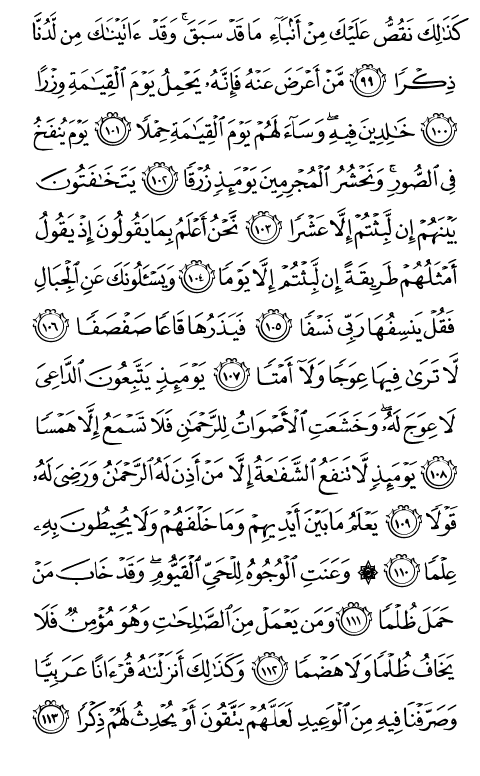 كَذَٰلِكَ نَقُصُّ عَلَيْكَ مِنْ أَنۢبَآءِ مَا قَدْ سَبَقَ ۚ وَقَدْ ءَاتَيْنَٰكَ مِن لَّدُنَّا
ذِكْرًا ٩٩ مَّنْ أَعْرَضَ عَنْهُ فَإِنَّهُۥ يَحْمِلُ يَوْمَ ٱلْقِيَٰمَةِ وِزْرًا
١٠٠ خَٰلِدِينَ فِيهِ ۖ وَسَآءَ لَهُمْ يَوْمَ ٱلْقِيَٰمَةِ حِمْلًا ١٠١ يَوْمَ يُنفَخُ
فِى ٱلصُّورِ ۚ وَنَحْشُرُ ٱلْمُجْرِمِينَ يَوْمَئِذٍ زُرْقًا ١٠٢ يَتَخَٰفَتُونَ
بَيْنَهُمْ إِن لَّبِثْتُمْ إِلَّا عَشْرًا ١٠٣ نَّحْنُ أَعْلَمُ بِمَا يَقُولُونَ إِذْ يَقُولُ
أَمْثَلُهُمْ طَرِيقَةً إِن لَّبِثْتُمْ إِلَّا يَوْمًا ١٠٤ وَيَسْـَٔلُونَكَ عَنِ ٱلْجِبَالِ
فَقُلْ يَنسِفُهَا رَبِّى نَسْفًا ١٠٥ فَيَذَرُهَا قَاعًا صَفْصَفًا ١٠٦
لَّا تَرَىٰ فِيهَا عِوَجًا وَلَآ أَمْتًا ١٠٧ يَوْمَئِذٍ يَتَّبِعُونَ ٱلدَّاعِىَ
لَا عِوَجَ لَهُۥ ۖ وَخَشَعَتِ ٱلْأَصْوَاتُ لِلرَّحْمَٰنِ فَلَا تَسْمَعُ إِلَّا هَمْسًا
١٠٨ يَوْمَئِذٍ لَّا تَنفَعُ ٱلشَّفَٰعَةُ إِلَّا مَنْ أَذِنَ لَهُ ٱلرَّحْمَٰنُ وَرَضِىَ لَهُۥ
قَوْلًا ١٠٩ يَعْلَمُ مَا بَيْنَ أَيْدِيهِمْ وَمَا خَلْفَهُمْ وَلَا يُحِيطُونَ بِهِۦ
عِلْمًا ١١٠ ۞ وَعَنَتِ ٱلْوُجُوهُ لِلْحَىِّ ٱلْقَيُّومِ ۖ وَقَدْ خَابَ مَنْ
حَمَلَ ظُلْمًا ١١١ وَمَن يَعْمَلْ مِنَ ٱلصَّٰلِحَٰتِ وَهُوَ مُؤْمِنٌ فَلَا
يَخَافُ ظُلْمًا وَلَا هَضْمًا ١١٢ وَكَذَٰلِكَ أَنزَلْنَٰهُ قُرْءَانًا عَرَبِيًّا
وَصَرَّفْنَا فِيهِ مِنَ ٱلْوَعِيدِ لَعَلَّهُمْ يَتَّقُونَ أَوْ يُحْدِثُ لَهُمْ ذِكْرًا ١١٣